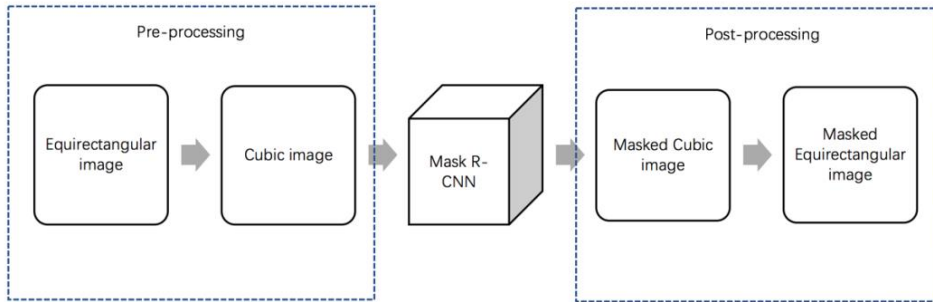 Pre-processing
Equirectangular
image
Cubic image
Mask R-
CNN
Post-processing
Masked Cubic
image
Masked
Equirectangular
image